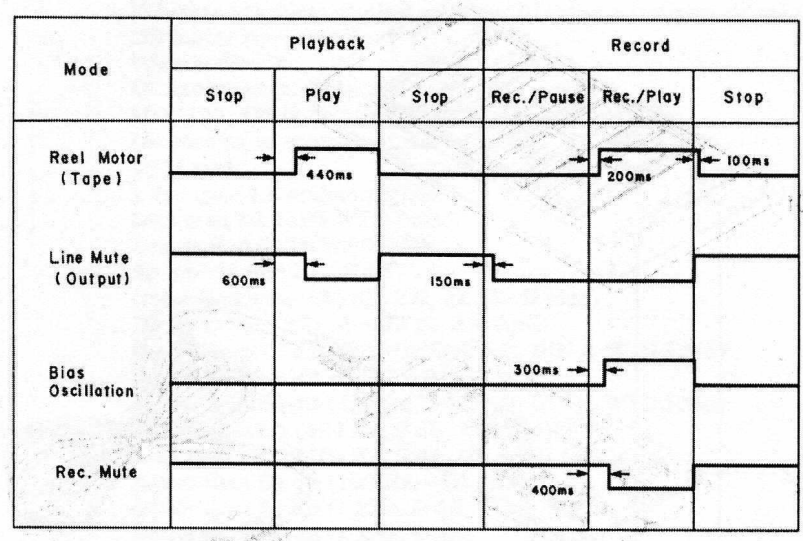 Mode
Playback
Record
Stop
Play
Stop
Rec./Pause
Rec./Play
Stop
Reel Motor
(Tape)
440ms
200ms
100ms
Line Mute
(Output)
600ms
150ms
Bias
Oscillation
300ms
Rec. Mute
400ms